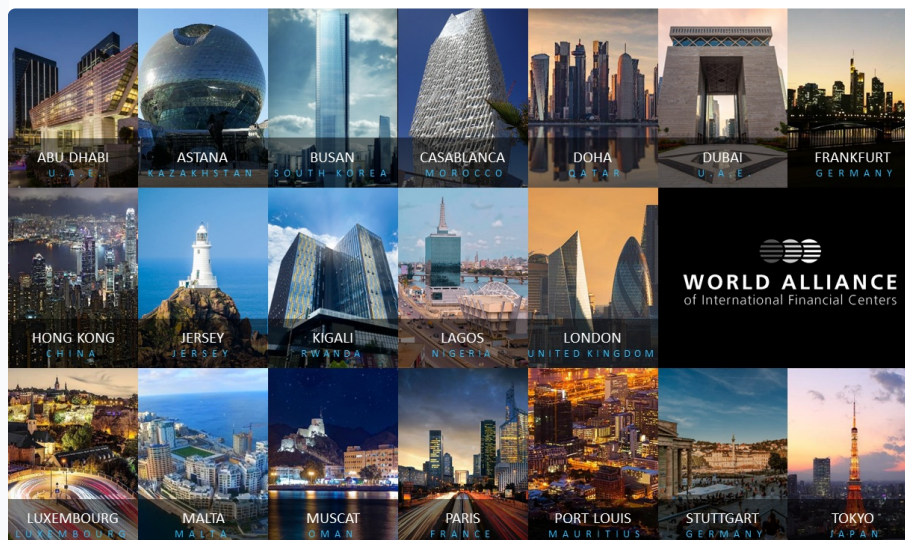 ABU DHABI
U.A.E
ASTANA
KAZAKHSTAN
BUSAN
SOUTH KOREA
CASABLANCA
MOROCCO
DOHA
QATAR
DUBAI
U.A.E
FRANKFURT
GERMANY
HONG KONG
CHINA
JERSEY
JERSEY
KIGALI
RWANDA
LAGOS
NIGERIA
LONDON
UNITED KINGDOM
WORLD ALLIANCE
of International Financial Centers
LUXEMBOURG
LUXEMBOURG
MALTA
MALTA
MUSCAT
OMAN
PARIS
FRANCE
PORT LOUIS
MAURITIUS
STUTTGART
GERMANY
TOKYO
JAPAN